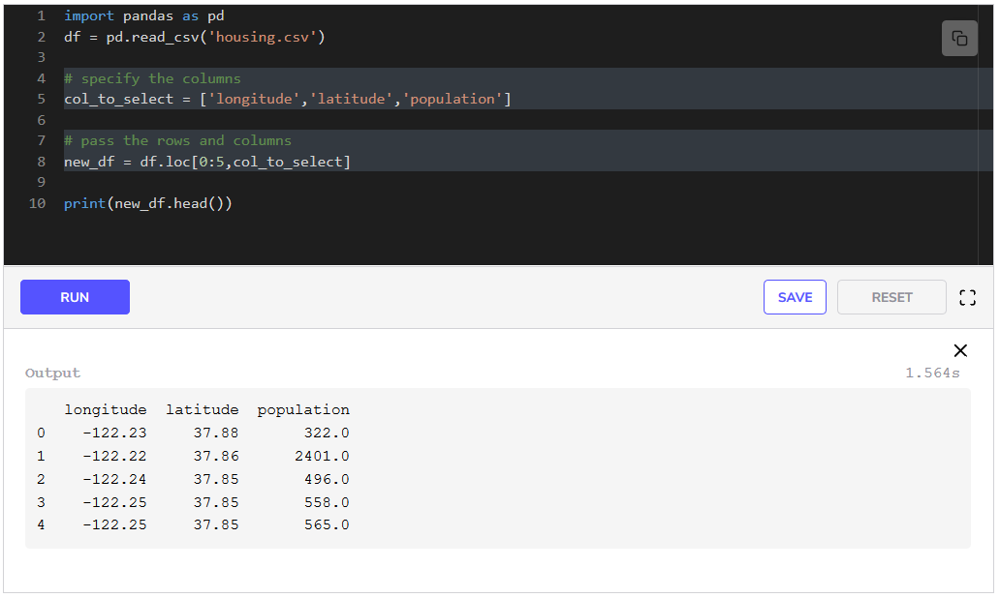 1 import pandas as pd
2 df = pd.read_csv('housing.csv')
3
4 # specify the columns
5 col_to_select = ['longitude','latitude','population']
6
7 # pass the rows and columns
8 new_df = df.loc[0:5,col_to_select]
9
10 print(new_df.head())
RUN SAVE RESET
Output 1.564s
longitude latitude population
0 -122.23 37.88 322.0
1 -122.22 37.86 2401.0
2 -122.24 37.85 496.0
3 -122.25 37.85 558.0
4 -122.25 37.85 565.0